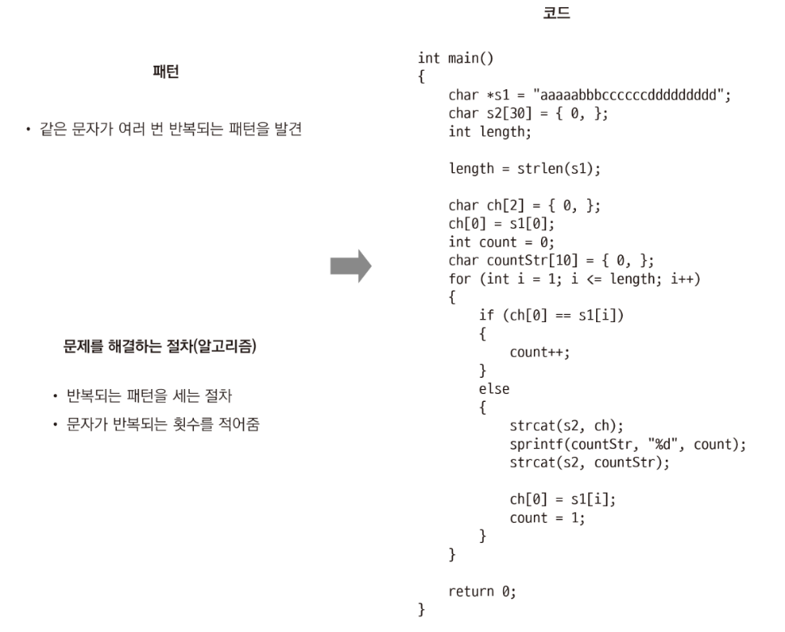 패턴
• 같은 문자가 여러 번 반복되는 패턴을 발견
문제를 해결하는 절차(알고리즘)
• 반복되는 패턴을 세는 절차
• 문자가 반복되는 횟수를 적어줌
코드
int main()
{
    char *s1 = "aaaaabbbccccccddddddddd";
    char s2[30] = { 0, };
    int length;

    length = strlen(s1);

    char ch[2] = { 0, };
    ch[0] = s1[0];
    int count = 0;
    char countStr[10] = { 0, };
    for (int i = 1; i <= length; i++)
    {
        if (ch[0] == s1[i])
        {
            count++;
        }
        else
        {
            strcat(s2, ch);
            sprintf(countStr, "%d", count);
            strcat(s2, countStr);

            ch[0] = s1[i];
            count = 1;
        }
    }

    return 0;
}